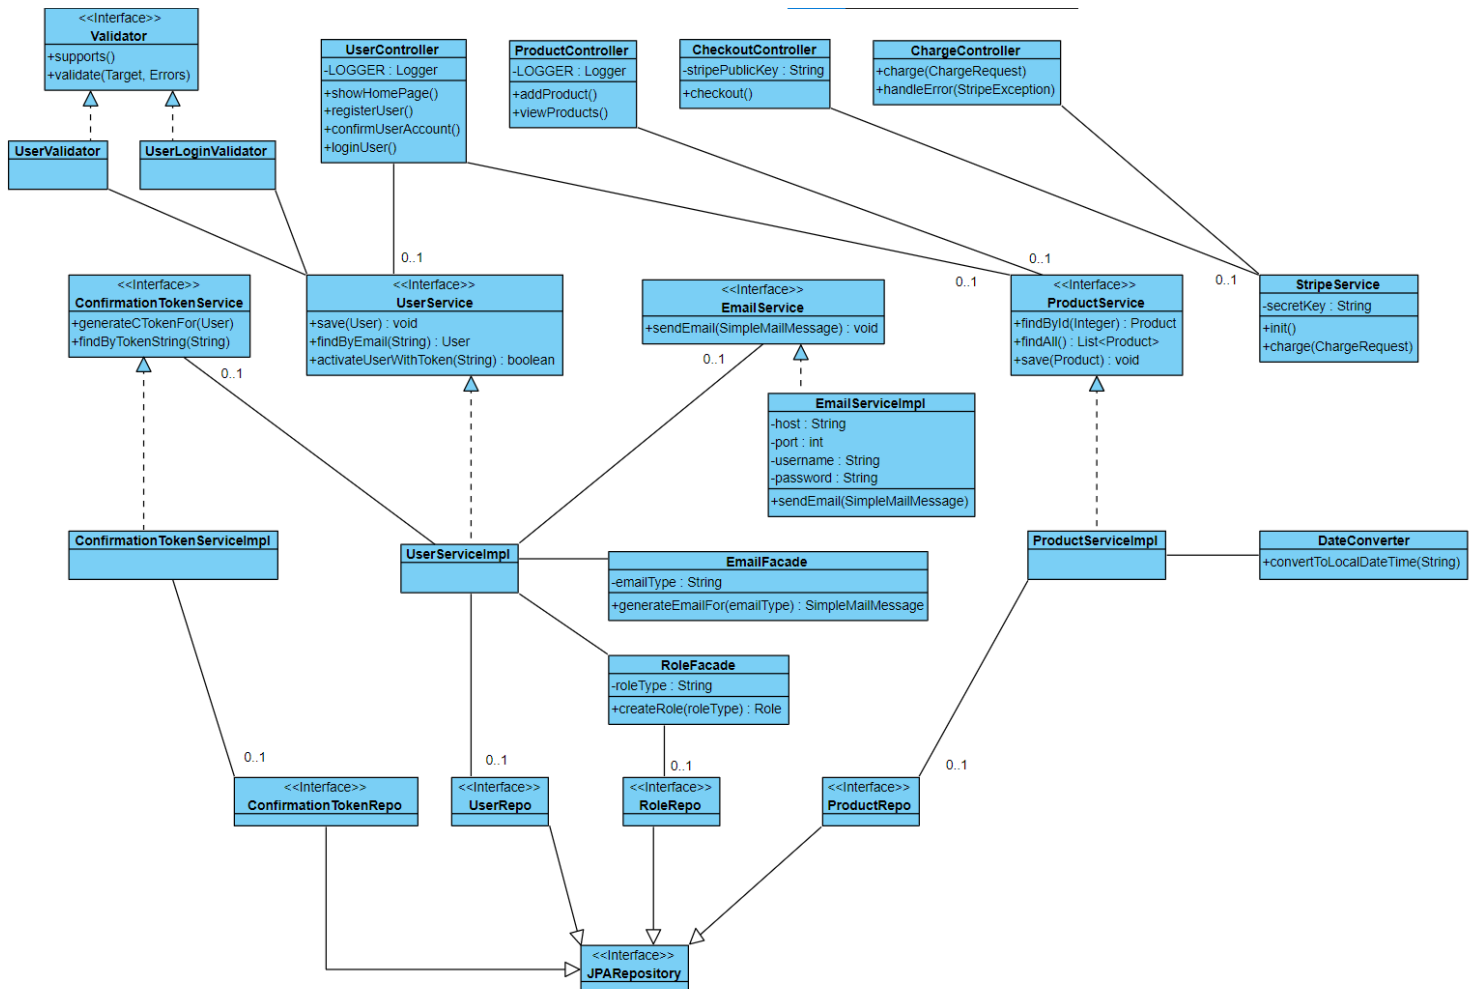 <<Interface>>
Validator
+supports()
+validate(Target, Errors)
UserController
-LOGGER : Logger
+showHomePage()
+registerUser()
+confirmUserAccount()
+loginUser()
ProductController
-LOGGER : Logger
+addProduct()
+viewProducts()
CheckoutController
-stripePublicKey : String
+checkout()
ChargeController
+charge(ChargeRequest)
+handleError(StripeException)
UserValidator
UserLoginValidator
0..1
0..1
0..1
0..1
<<Interface>>
ConfirmationTokenService
+generateCTokenFor(User)
+findByTokenString(String)
<<Interface>>
UserService
+save(User) : void
+findByEmail(String) : User
+activateUserWithToken(String) : boolean
<<Interface>>
EmailService
+sendEmail(SimpleMailMessage) : void
<<Interface>>
ProductService
+findById(Integer) : Product
+findAll() : List<Product>
+save(Product) : void
StripeService
-secretKey : String
+init()
+charge(ChargeRequest)
0..1
0..1
EmailServiceImpl
-host : String
-port : int
-username : String
-password : String
+sendEmail(SimpleMailMessage)
ConfirmationTokenServiceImpl
UserServiceImpl
EmailFacade
-emailType : String
+generateEmailFor(emailType) : SimpleMailMessage
ProductServiceImpl
DateConverter
+convertToLocalDateTime(String)
RoleFacade
-roleType : String
+createRole(roleType) : Role
0..1
0..1
0..1
0..1
<<Interface>>
ConfirmationTokenRepo
<<Interface>>
UserRepo
<<Interface>>
RoleRepo
<<Interface>>
ProductRepo
<<Interface>>
JPARepository